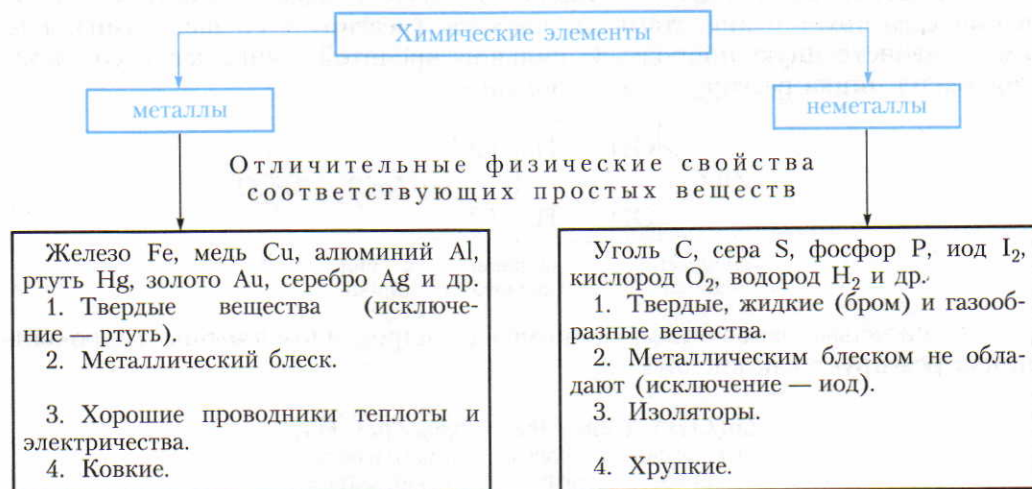 Химические элементы
металлы
неметаллы
Отличительные физические свойства
соответствующих простых веществ
Железо Fe, медь Cu, алюминий Al,
ртуть Hg, золото Au, серебро Ag и др.
1. Твердые вещества (исключе-
ние — ртуть).
2. Металлический блеск.
3. Хорошие проводники теплоты и
электричества.
4. Ковкие.
Уголь C, сера S, фосфор P, иод I₂,
кислород O₂, водород H₂ и др.
1. Твердые, жидкие (бром) и газооб-
разные вещества.
2. Металлическим блеском не обла-
дают (исключение — иод).
3. Изоляторы.
4. Хрупкие.